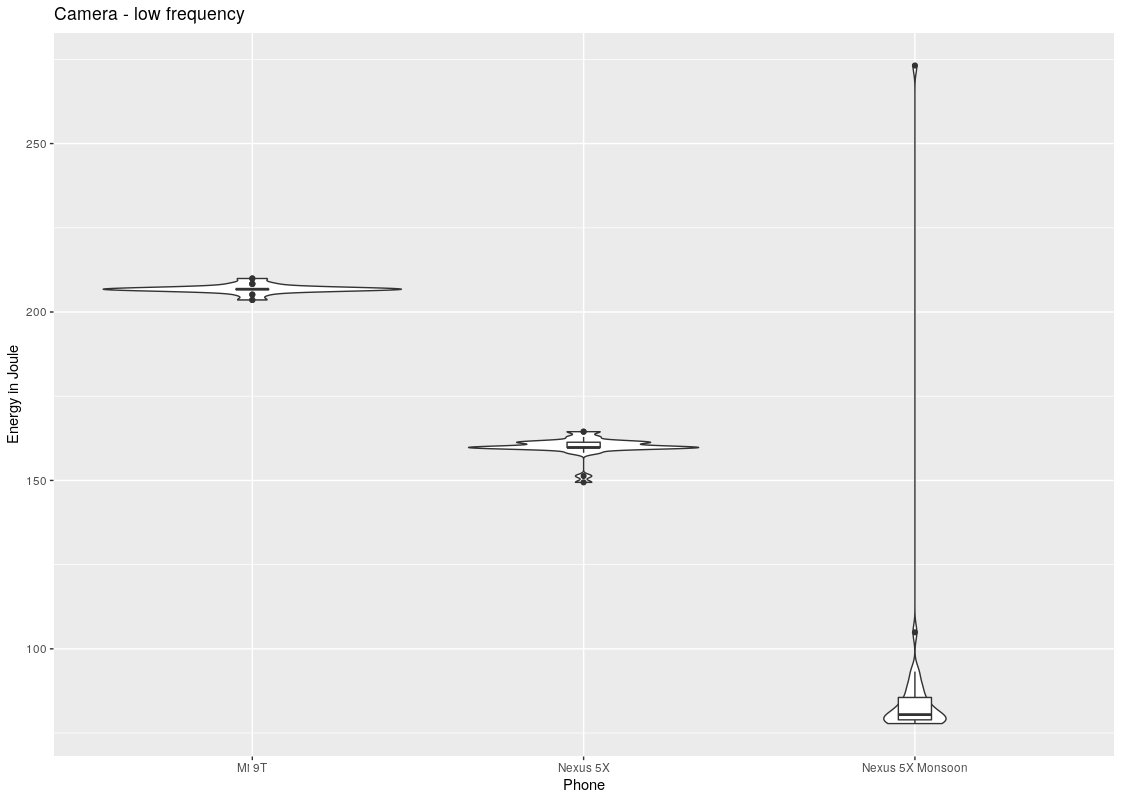 Camera - low frequency
Energy in Joule
250
200
150
100
MI 9T
Nexus 5X
Nexus 5X Monsoon
Phone